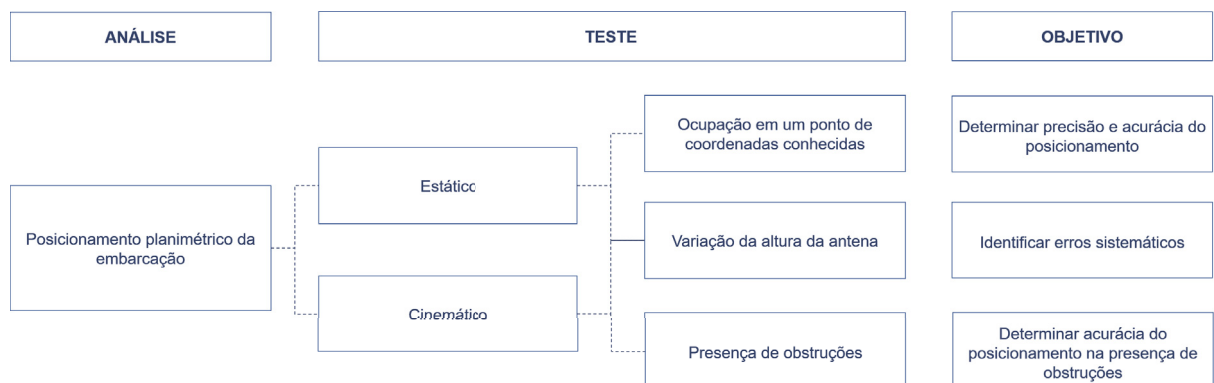 ANÁLISE
TESTE
OBJETIVO
Posicionamento planimétrico da
embarcação
Estático
Cinemático
Ocupação em um ponto de
coordenadas conhecidas
Determinar precisão e acurácia do
posicionamento
Variação da altura da antena
Identificar erros sistemáticos
Presença de obstruções
Determinar acurácia do
posicionamento na presença de
obstruções